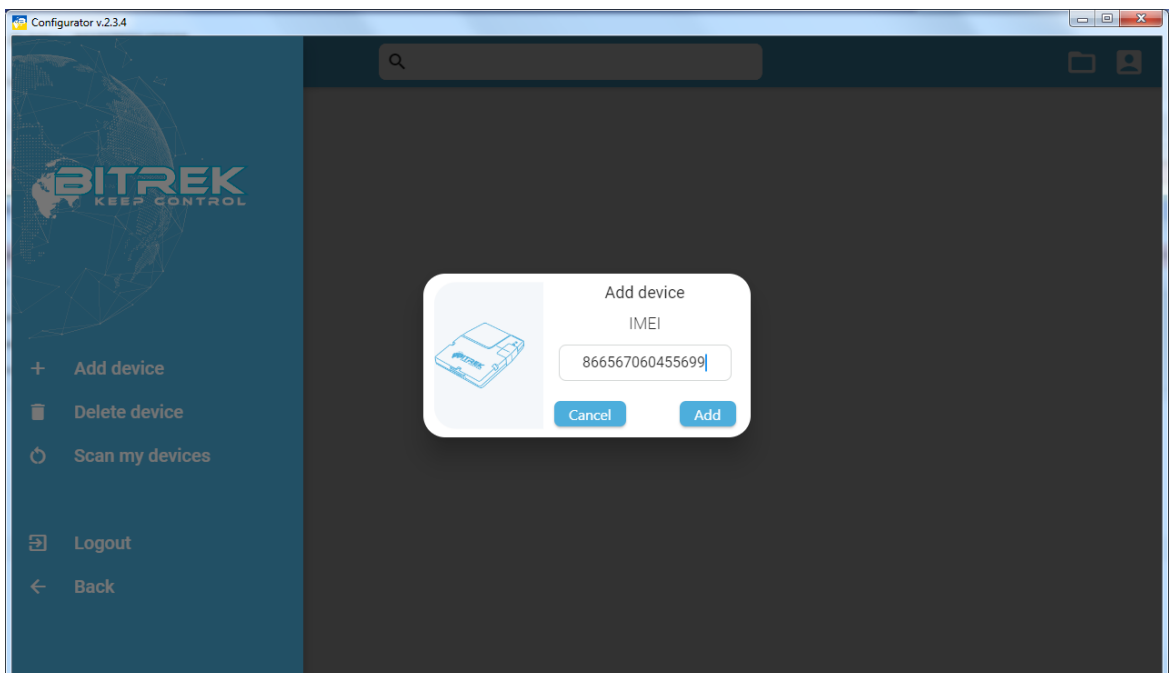 Configurator v.2.3.4
BITREK
KEEP CONTROL
Add device
Delete device
Scan my devices
Logout
Back
Add device
IMEI
866567060455699
Cancel
Add
BITREK